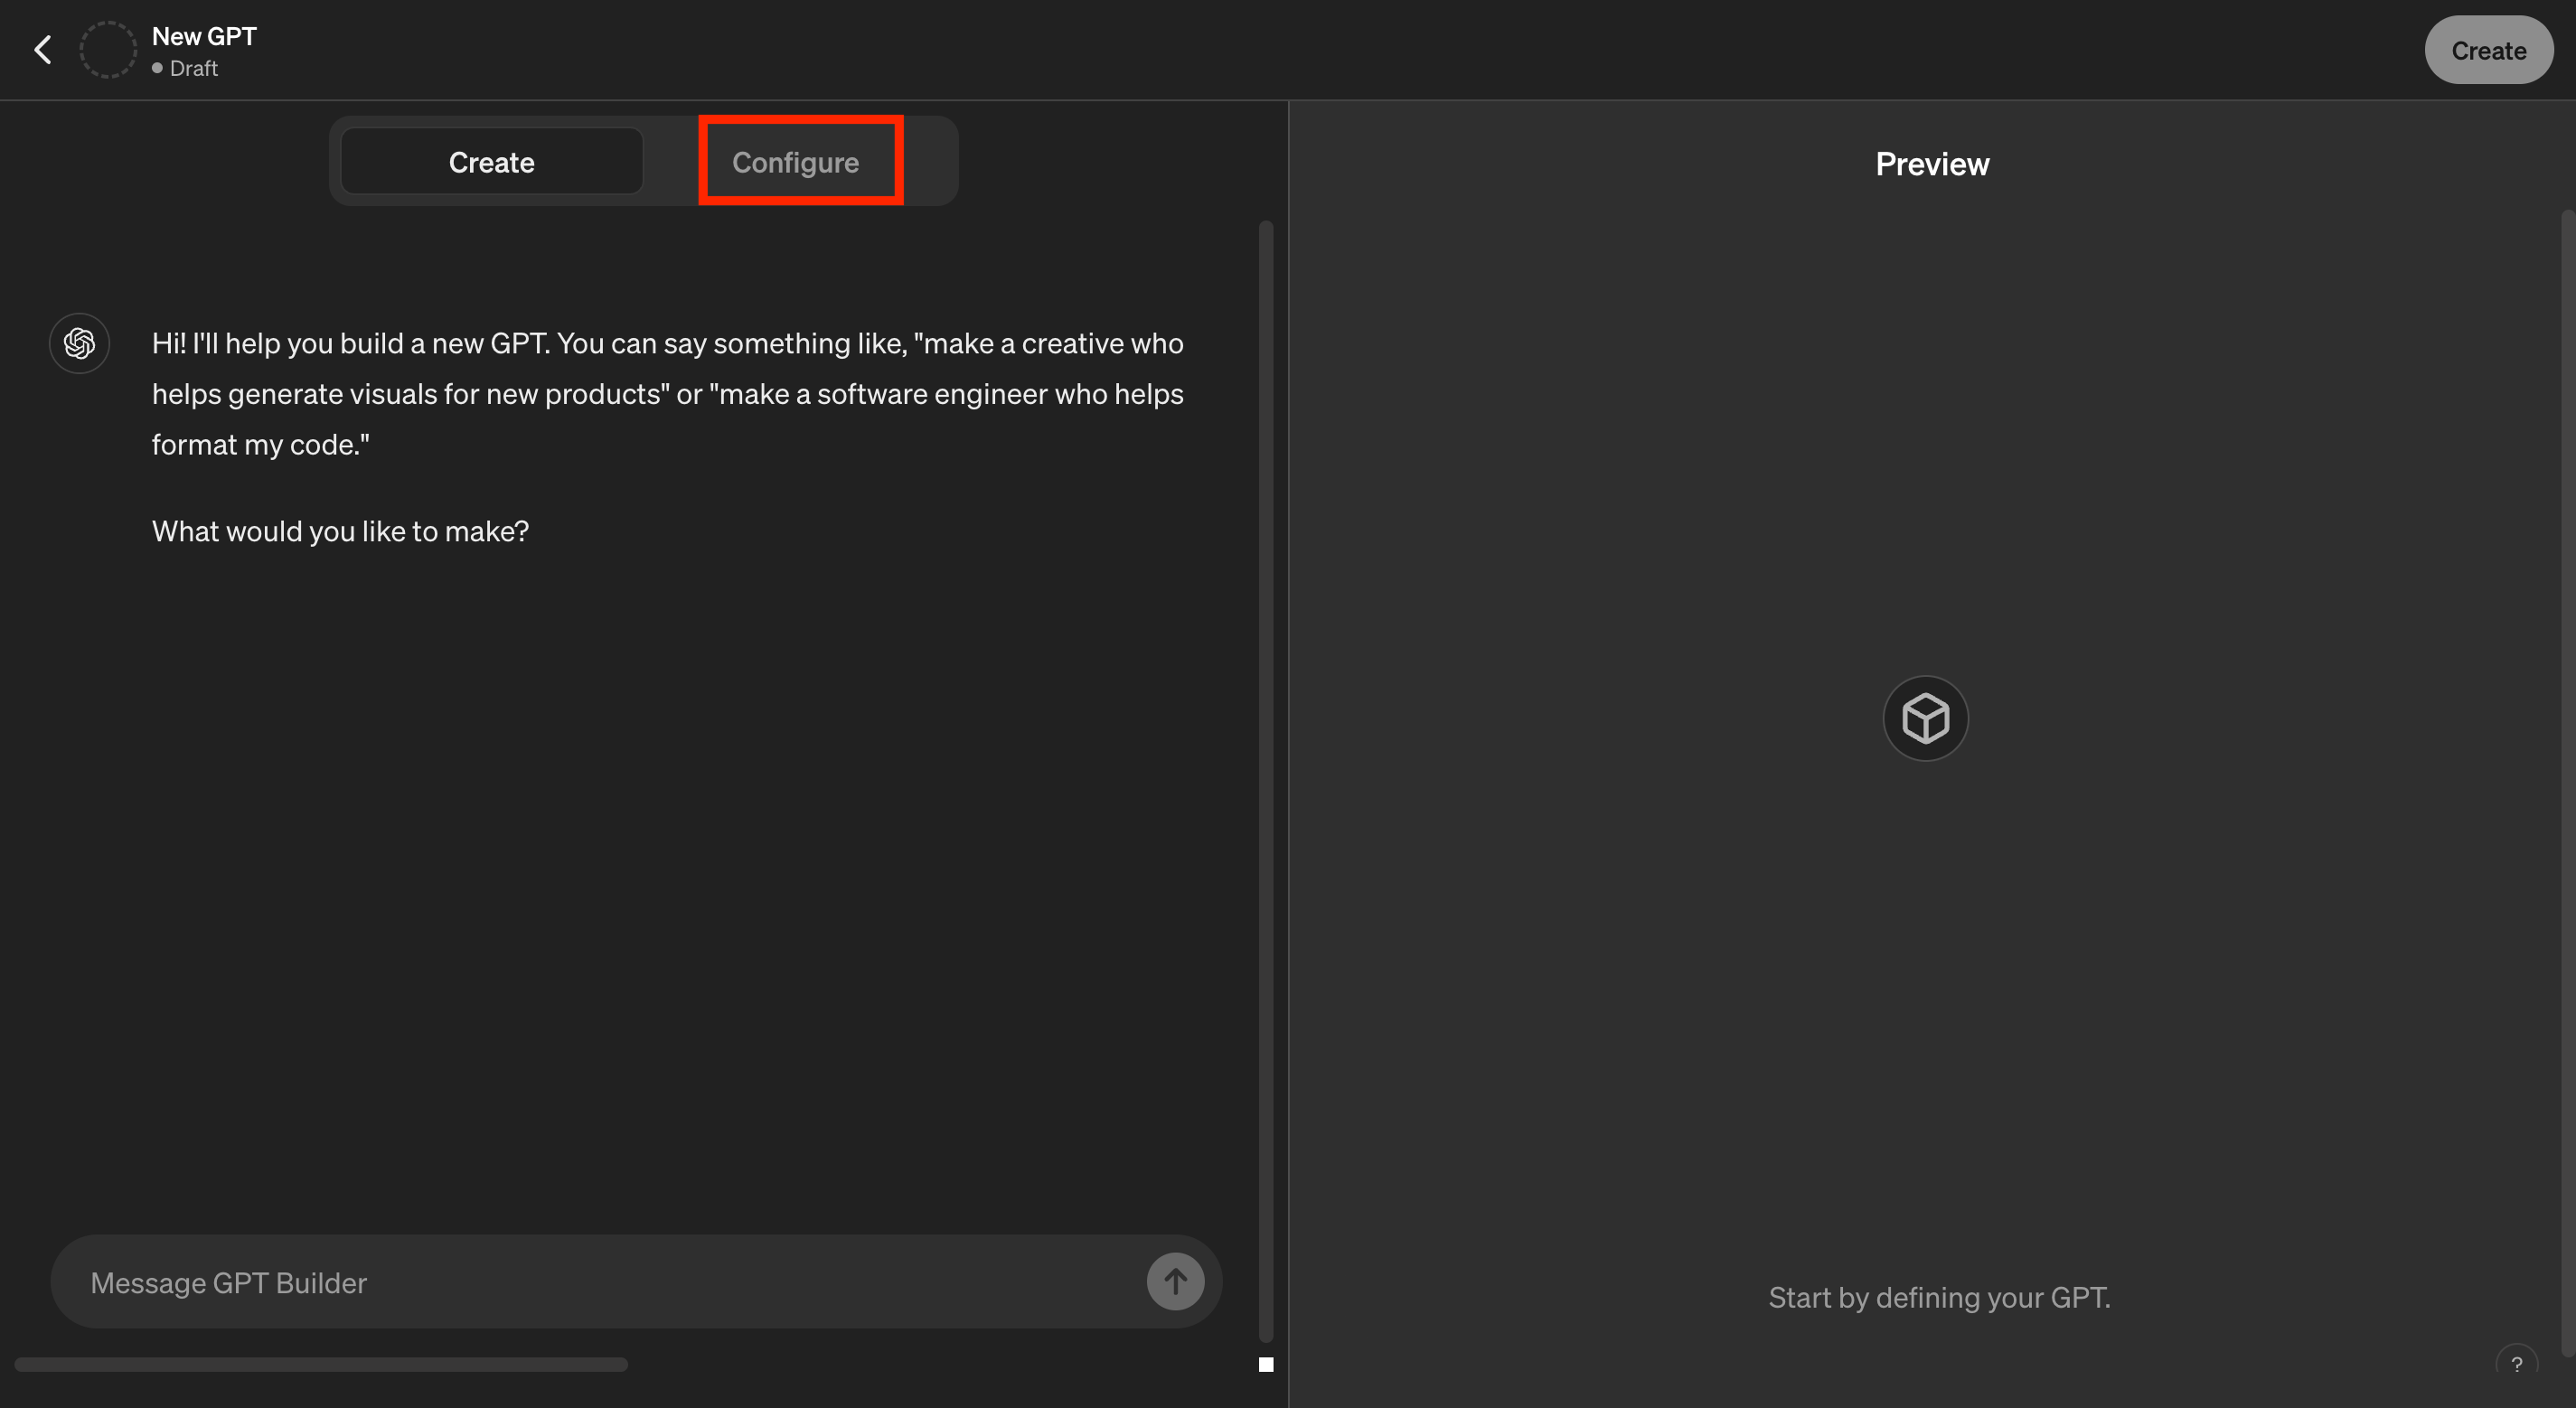 New GPT
Draft
Create
Create
Configure
Preview
Hi! I'll help you build a new GPT. You can say something like, "make a creative who
helps generate visuals for new products" or "make a software engineer who helps
format my code."
What would you like to make?
Message GPT Builder
Start by defining your GPT.
?